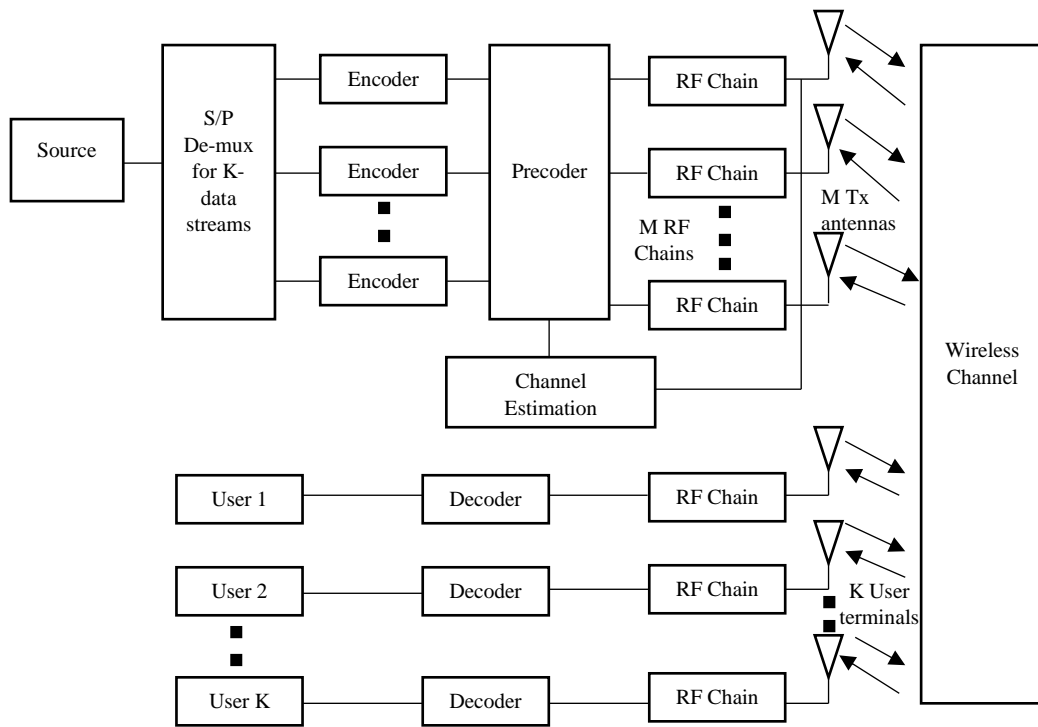 Source
S/P
De-mux
for K-
data
streams
Encoder
Encoder
Encoder
Precoder
RF Chain
RF Chain
M RF
Chains
RF Chain
M Tx
antennas
Channel
Estimation
Wireless
Channel
User 1
Decoder
RF Chain
User 2
Decoder
RF Chain
K User
terminals
User K
Decoder
RF Chain